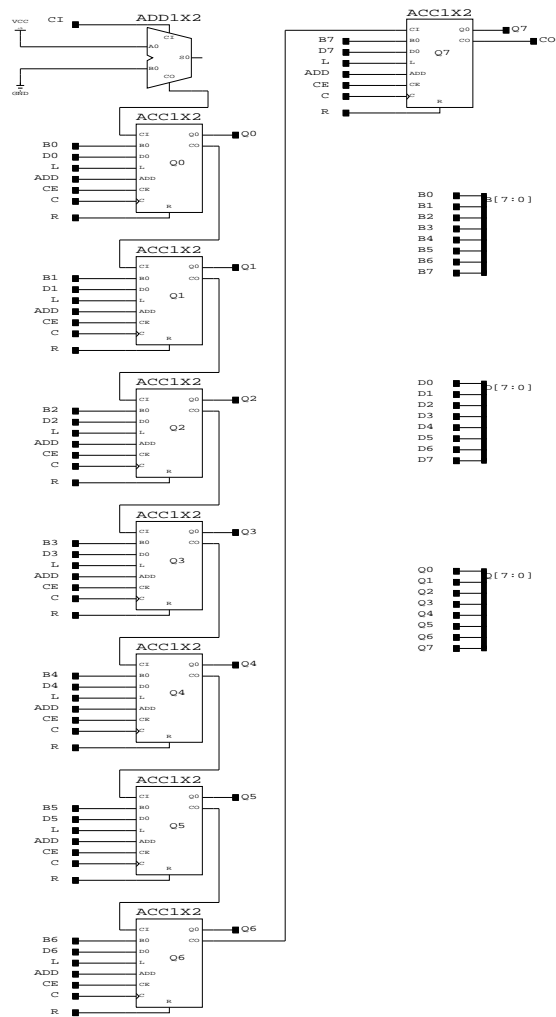 VCC
GND
CI
ADD1X2
A0
B0
CI
S0
CO
ACC1X2
CI
B0
D0
L
ADD
CE
C
R
Q0
CO
Q0
B0
D0
L
ADD
CE
C
R
Q0
ACC1X2
CI
B0
D0
L
ADD
CE
C
R
Q0
CO
Q1
B1
D1
L
ADD
CE
C
R
Q1
ACC1X2
CI
B0
D0
L
ADD
CE
C
R
Q0
CO
Q2
B2
D2
L
ADD
CE
C
R
Q2
ACC1X2
CI
B0
D0
L
ADD
CE
C
R
Q0
CO
Q3
B3
D3
L
ADD
CE
C
R
Q3
ACC1X2
CI
B0
D0
L
ADD
CE
C
R
Q0
CO
Q4
B4
D4
L
ADD
CE
C
R
Q4
ACC1X2
CI
B0
D0
L
ADD
CE
C
R
Q0
CO
Q5
B5
D5
L
ADD
CE
C
R
Q5
ACC1X2
CI
B0
D0
L
ADD
CE
C
R
Q0
CO
Q6
B6
D6
L
ADD
CE
C
R
Q6
ACC1X2
CI
B0
D0
L
ADD
CE
C
R
Q0
CO
Q7
B7
D7
L
ADD
CE
C
R
Q7
CO
B0
B1
B2
B3
B4
B5
B6
B7
B[7:0]
D0
D1
D2
D3
D4
D5
D6
D7
D[7:0]
Q0
Q1
Q2
Q3
Q4
Q5
Q6
Q7
Q[7:0]